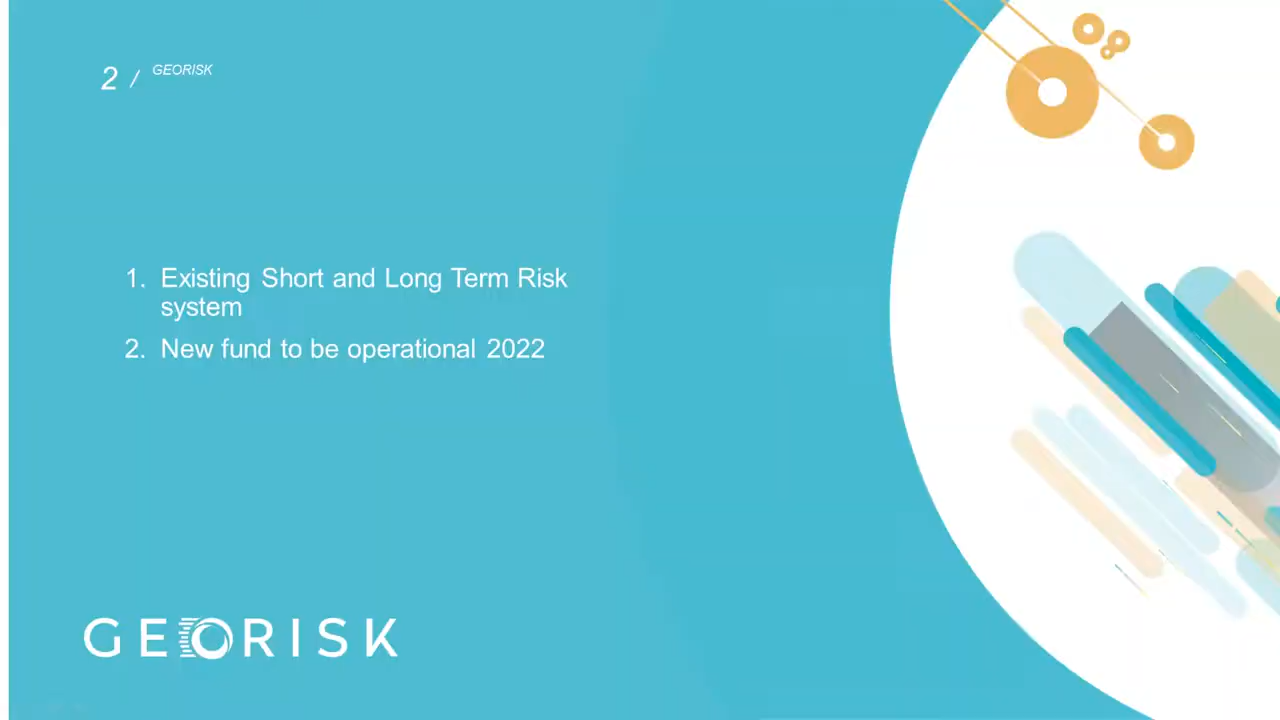 2 / GEORISK
1. Existing Short and Long Term Risk
system
2. New fund to be operational 2022
GEORISK